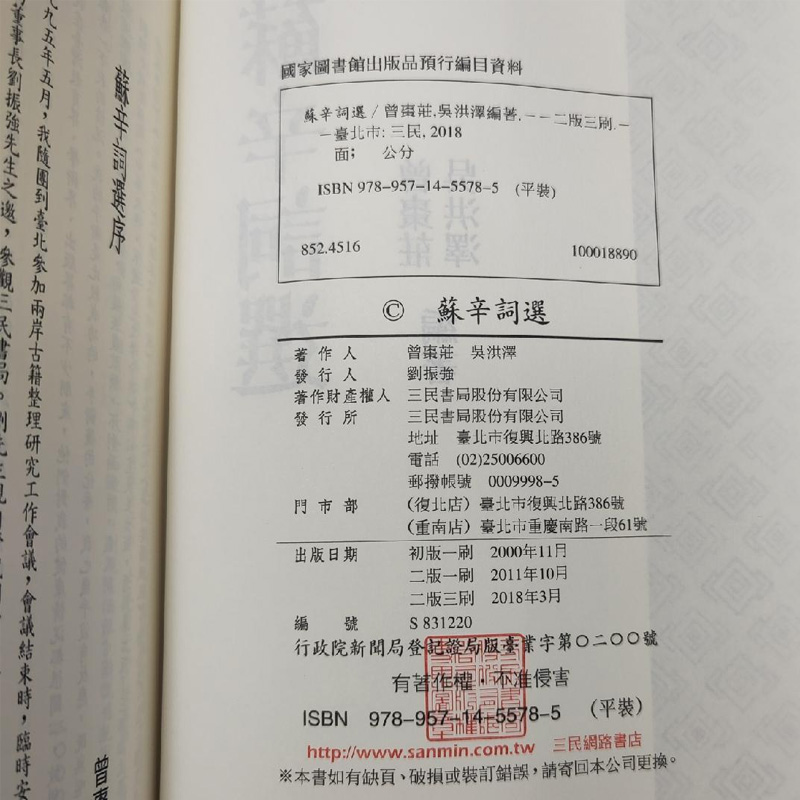 國家圖書館出版品預行編目資料
蘇辛詞選／曾棗莊,吳洪澤編著.－－二版三刷.－
－臺北市: 三民, 2018
面；　公分
ISBN 978-957-14-5578-5 (平裝)
852.4516 100018890
© 蘇辛詞選
著作人 曾棗莊 吳洪澤
發行人 劉振強
著作財產權人 三民書局股份有限公司
發行所 三民書局股份有限公司
地址 臺北市復興北路386號
電話 (02)25006600
郵撥帳號 0009998-5
門市部 (復北店) 臺北市復興北路386號
(重南店) 臺北市重慶南路一段61號
出版日期 初版一刷 2000年11月
二版一刷 2011年10月
二版三刷 2018年3月
編號 S 831220
行政院新聞局登記證局版臺業字第○二○○號
有著作權・不准侵害
ISBN 978-957-14-5578-5 (平裝)
http://www.sanmin.com.tw 三民網路書店
※本書如有缺頁、破損或裝訂錯誤，請寄回本公司更換。
蘇辛詞選序
九五年五月，我隨團到臺北參加兩岸古籍整理研究工作會議，會議結束時，臨時安
董事長劉振強先生之邀，參觀三民書局。劉先生
曾棗